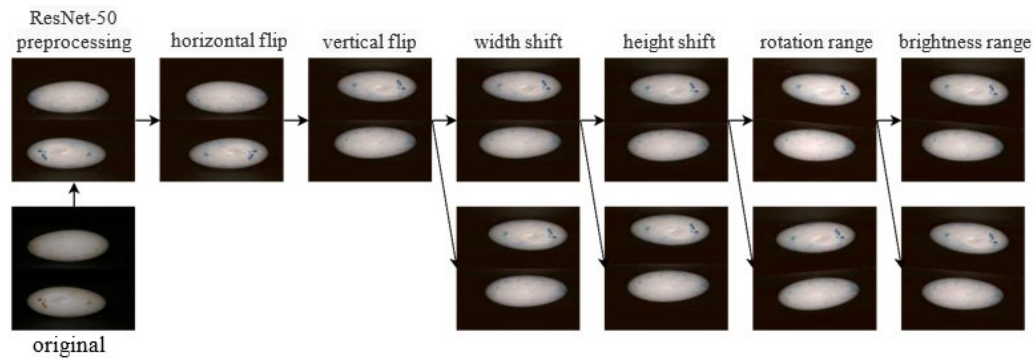 ResNet-50
preprocessing
horizontal flip
vertical flip
width shift
height shift
rotation range
brightness range
original